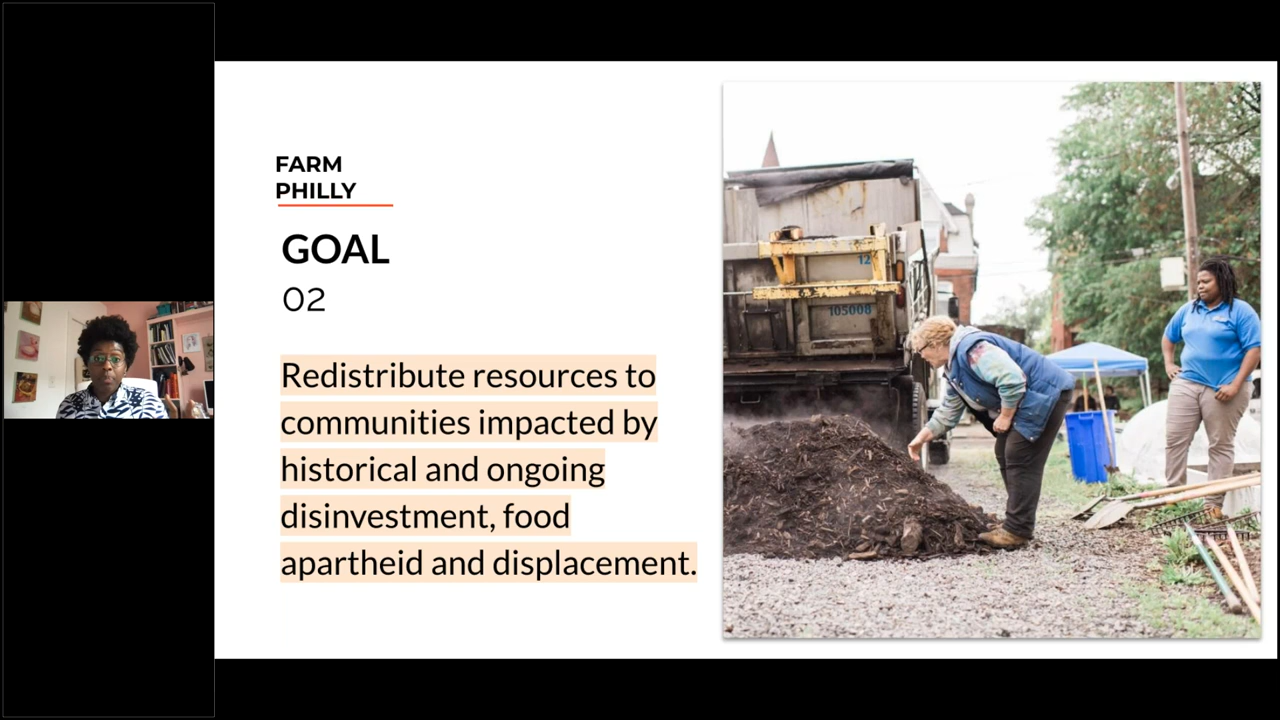 FARM
PHILLY
GOAL
02
Redistribute resources to
communities impacted by
historical and ongoing
disinvestment, food
apartheid and displacement.
12
105008